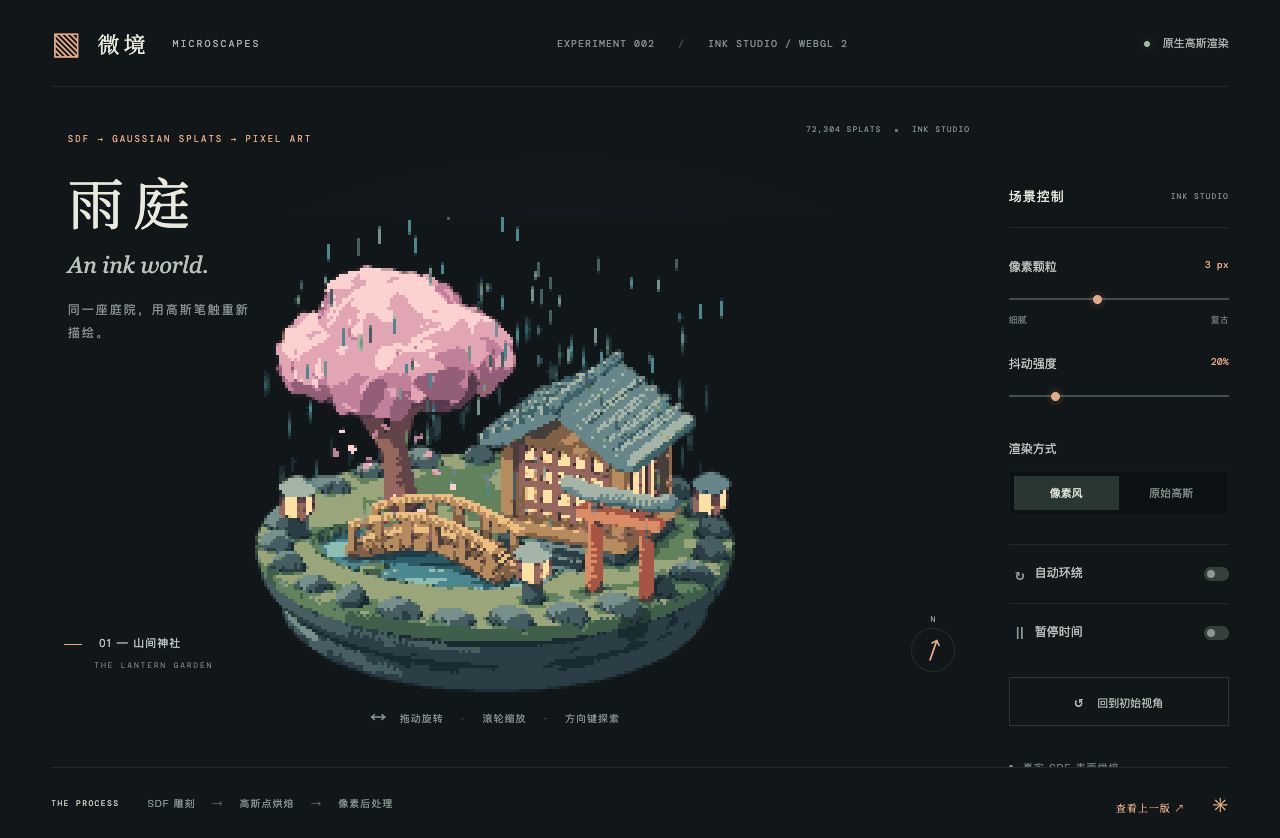 微境 MICROSCAPES
EXPERIMENT 002 / INK STUDIO / WEBGL 2
原生高斯渲染
SDF → GAUSSIAN SPLATS → PIXEL ART
72,304 SPLATS INK STUDIO
雨庭
An ink world.
同一座庭院，用高斯笔触重新
描绘。
场景控制 INK STUDIO
像素颗粒 3 px
细腻 复古
抖动强度 20%
渲染方式
像素风 原始高斯
↻ 自动环绕
|| 暂停时间
↺ 回到初始视角
N
01 — 山间神社
THE LANTERN GARDEN
↔ 拖动旋转 · 滚轮缩放 · 方向键探索
THE PROCESS SDF 雕刻 → 高斯点烘焙 → 像素后处理
查看上一版 ↗